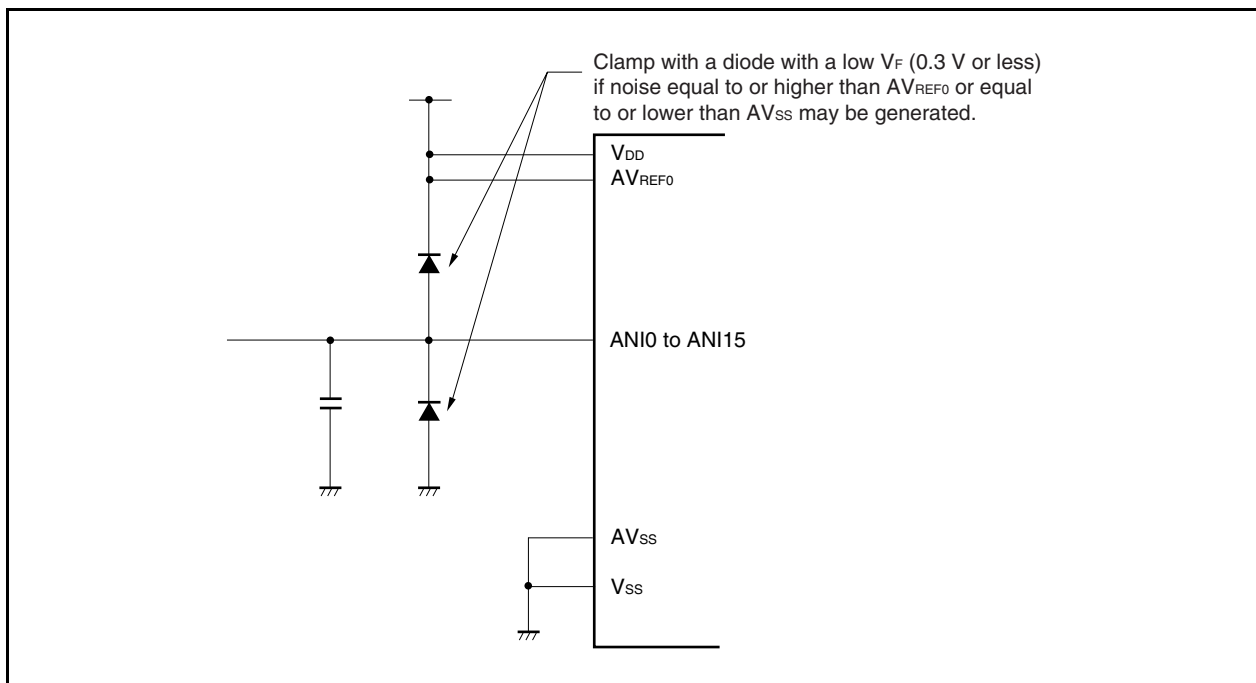 Clamp with a diode with a low VF (0.3 V or less)
if noise equal to or higher than AVREF0 or equal
to or lower than AVSS may be generated.
VDD
AVREF0
ANI0 to ANI15
AVSS
VSS